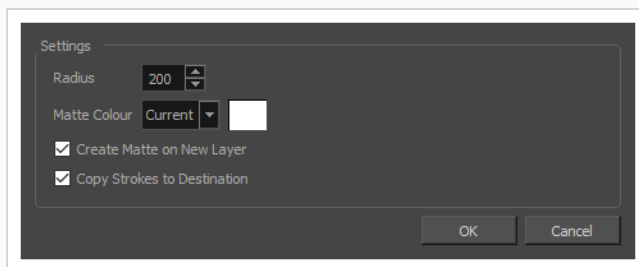 Settings
Radius 200
Matte Colour Current
Create Matte on New Layer
Copy Strokes to Destination
OK Cancel